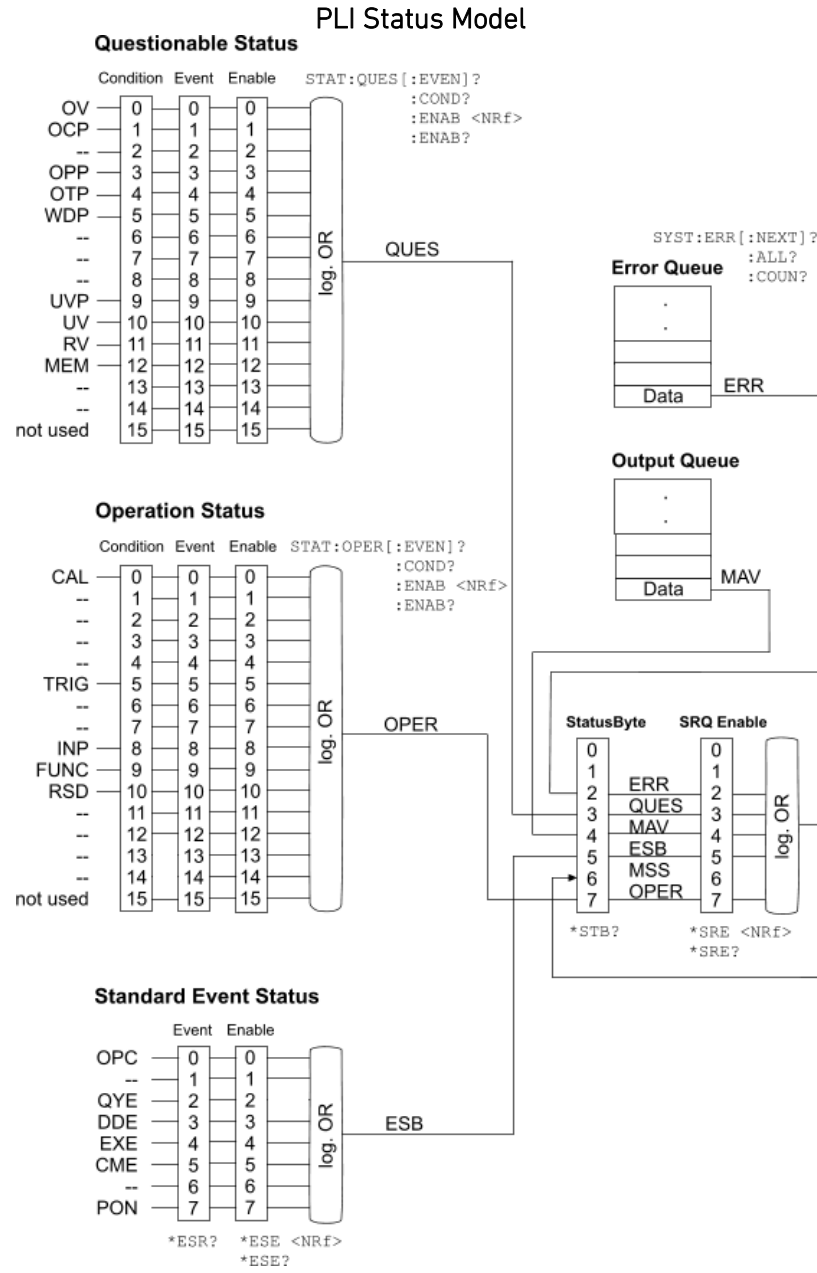 PLI Status Model
Questionable Status
Condition Event Enable
STAT:QUES[:EVEN]?
:COND?
:ENAB <NRf>
:ENAB?
OV 0 0 0
OCP 1 1 1
-- 2 2 2
OPP 3 3 3
OTP 4 4 4
WDP 5 5 5
-- 6 6 6
-- 7 7 7
-- 8 8 8
UVP 9 9 9
UV 10 10 10
RV 11 11 11
MEM 12 12 12
-- 13 13 13
-- 14 14 14
not used 15 15 15
log. OR
QUES
SYST:ERR[:NEXT]?
:ALL?
:COUN?
Error Queue
.
.
Data
ERR
Output Queue
.
.
Data
MAV
Operation Status
Condition Event Enable
STAT:OPER[:EVEN]?
:COND?
:ENAB <NRf>
:ENAB?
CAL 0 0 0
-- 1 1 1
-- 2 2 2
-- 3 3 3
-- 4 4 4
TRIG 5 5 5
-- 6 6 6
-- 7 7 7
INP 8 8 8
FUNC 9 9 9
RSD 10 10 10
-- 11 11 11
-- 12 12 12
-- 13 13 13
-- 14 14 14
not used 15 15 15
log. OR
OPER
StatusByte SRQ Enable
0 0
1 1
2 ERR 2
3 QUES 3
4 MAV 4
5 ESB 5
6 MSS 6
7 OPER 7
log. OR
*STB?
*SRE <NRf>
*SRE?
Standard Event Status
Event Enable
OPC 0 0
-- 1 1
QYE 2 2
DDE 3 3
EXE 4 4
CME 5 5
-- 6 6
PON 7 7
log. OR
ESB
*ESR?
*ESE <NRf>
*ESE?